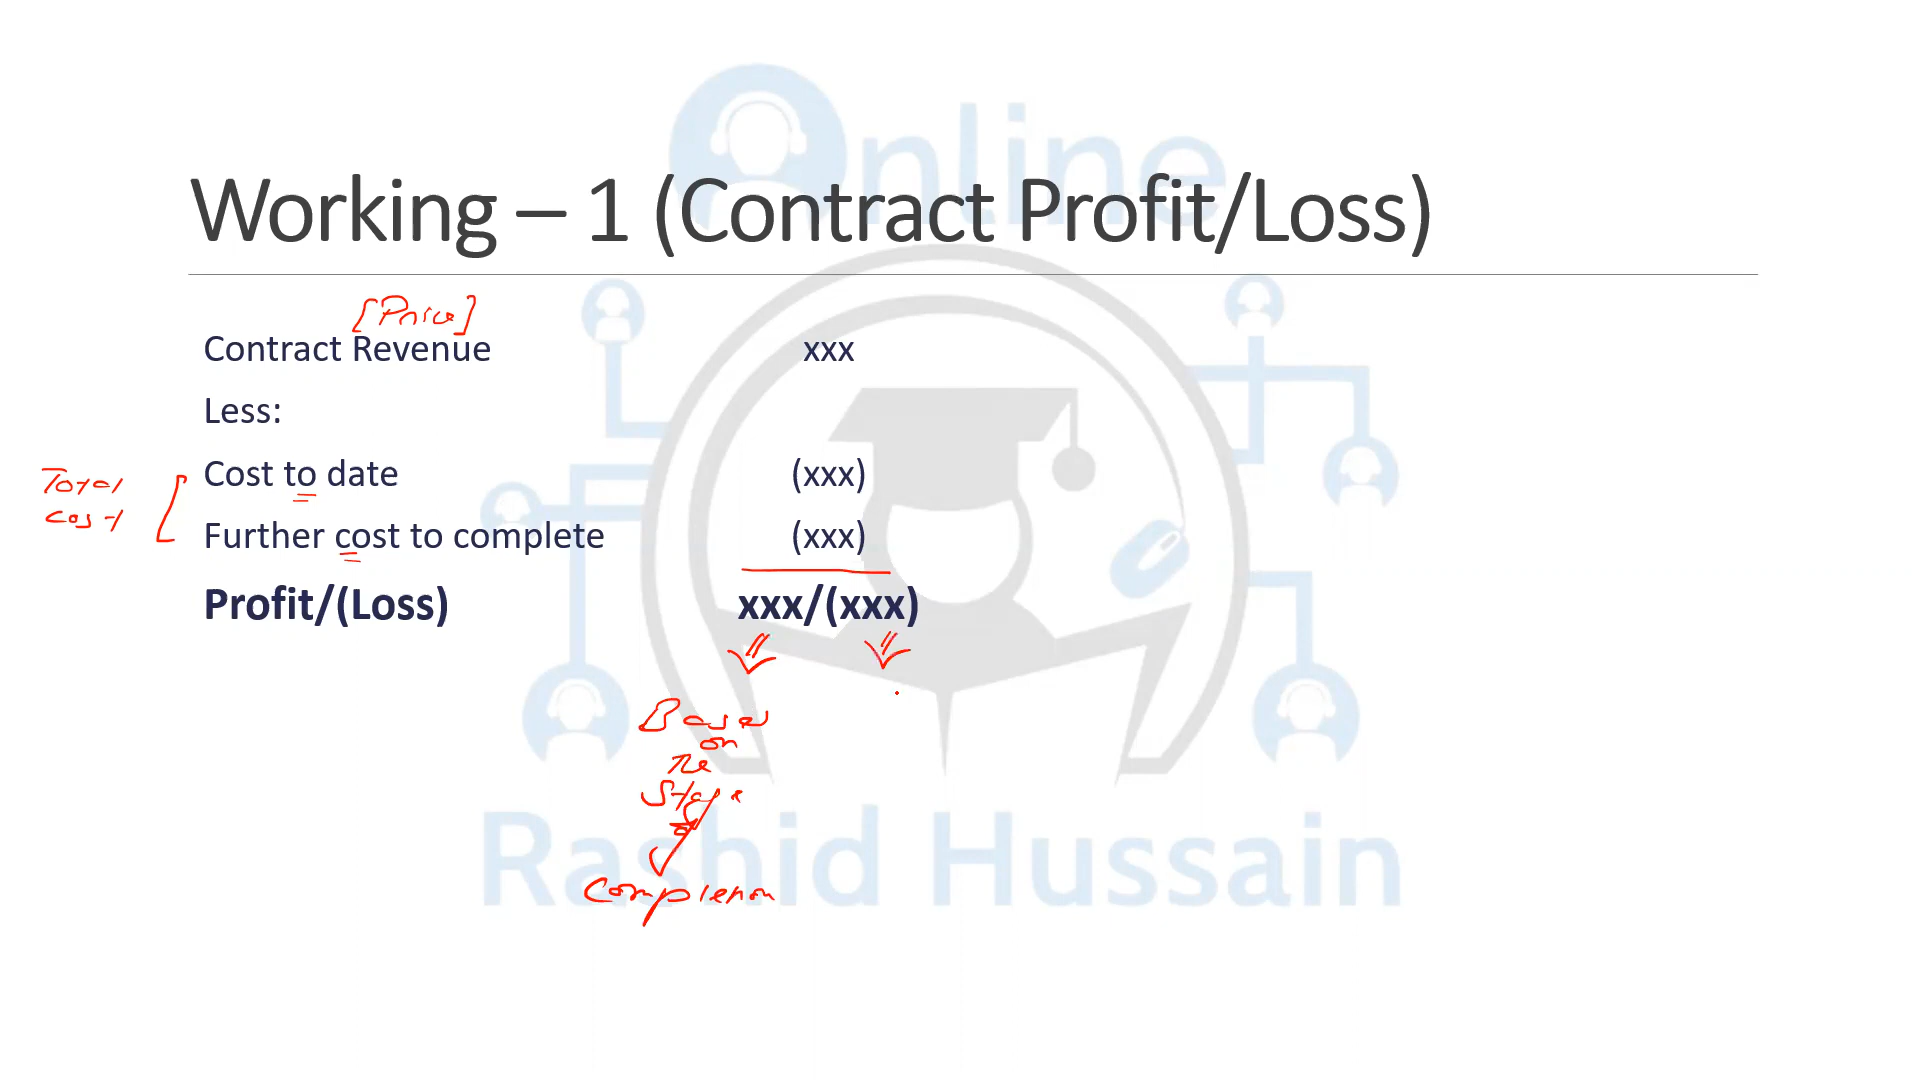 Online
Working – 1 (Contract Profit/Loss)
[Price]
Contract Revenue xxx
Less:
Total
Cost
Cost to date (xxx)
Further cost to complete (xxx)
Profit/(Loss) xxx/(xxx)
Based
on
The
Stage
of
Completion
Rashid Hussain